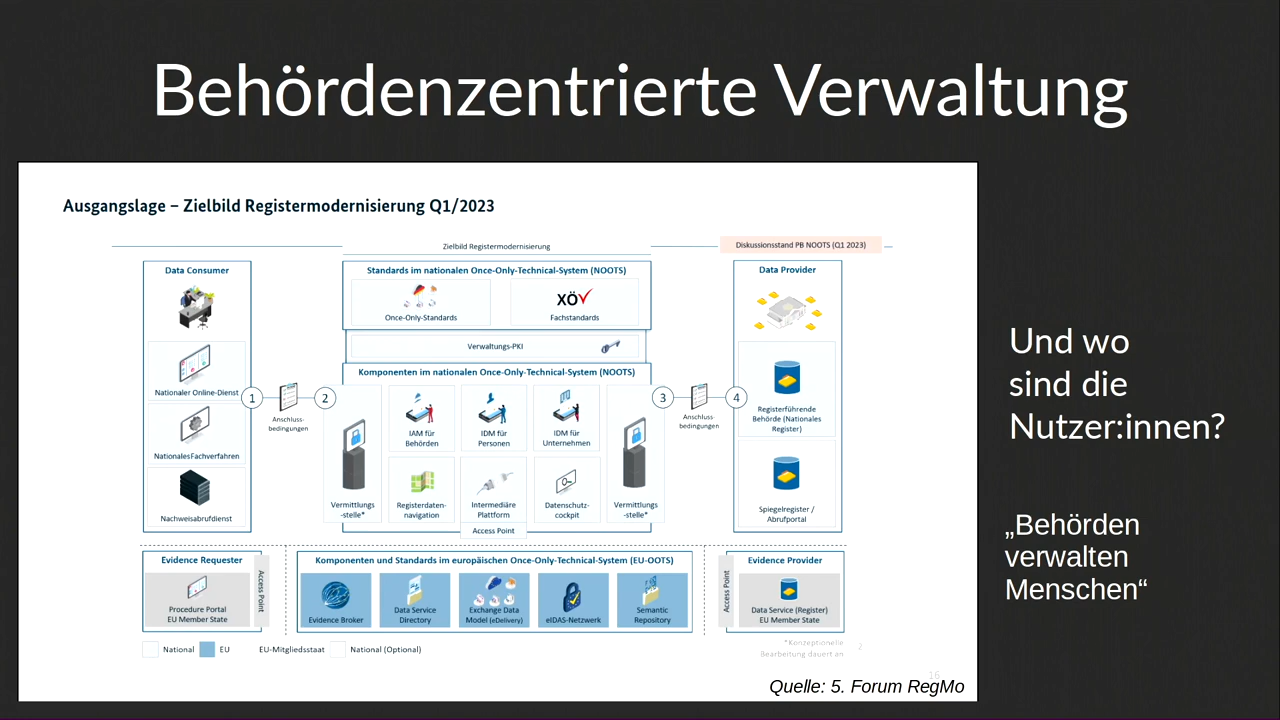 Behördenzentrierte Verwaltung
Ausgangslage – Zielbild Registermodernisierung Q1/2023
Zielbild Registermodernisierung
Diskussionsstand PB NOOTS (Q1 2023)
Data Consumer
Nationaler Online-Dienst
NationalesFachverfahren
Nachweisabrufdienst
1
Anschluss-
bedingungen
2
Standards im nationalen Once-Only-Technical-System (NOOTS)
Once-Only-Standards
XÖV
Fachstandards
Verwaltungs-PKI
Komponenten im nationalen Once-Only-Technical-System (NOOTS)
Vermittlungs
-stelle*
IAM für
Behörden
IDM für
Personen
IDM für
Unternehmen
Registerdaten-
navigation
Intermediäre
Plattform
Datenschutz-
cockpit
Vermittlungs
-stelle*
Access Point
3
Anschluss-
bedingungen
4
Data Provider
Registerführende
Behörde (Nationales
Register)
Spiegelregister /
Abrufportal
Evidence Requester
Procedure Portal
EU Member State
Access Point
Komponenten und Standards im europäischen Once-Only-Technical-System (EU-OOTS)
Evidence Broker
Data Service
Directory
Exchange Data
Model (eDelivery)
eIDAS-Netzwerk
Semantic
Repository
Access Point
Evidence Provider
Data Service (Register)
EU Member State
National
EU
EU-Mitgliedsstaat
National (Optional)
*Konzeptionelle
Bearbeitung dauert an
2
16
Quelle: 5. Forum RegMo
Und wo
sind die
Nutzer:innen?
„Behörden
verwalten
Menschen“